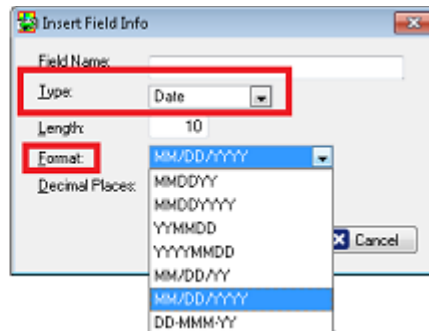 Insert Field Info
Field Name:
Type: Date
Length: 10
Format: MM/DD/YYYY
Decimal Places:
MMDDYY
MMDDYYYY
YYMMDD
YYYYMMDD
Cancel
MM/DD/YY
MM/DD/YYYY
DD-MMM-YY